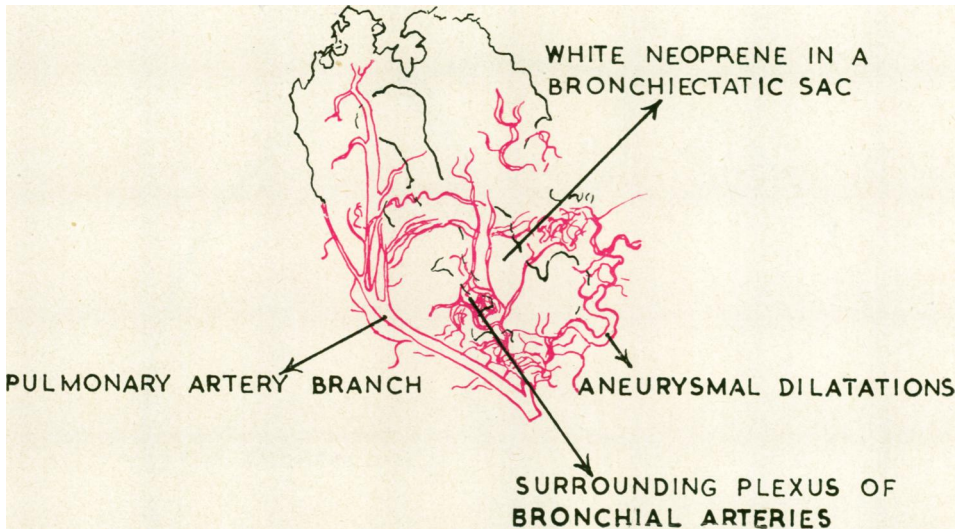 WHITE NEOPRENE IN A
BRONCHIECTATIC SAC
PULMONARY ARTERY BRANCH
ANEURYSMAL DILATATIONS
SURROUNDING PLEXUS OF
BRONCHIAL ARTERIES